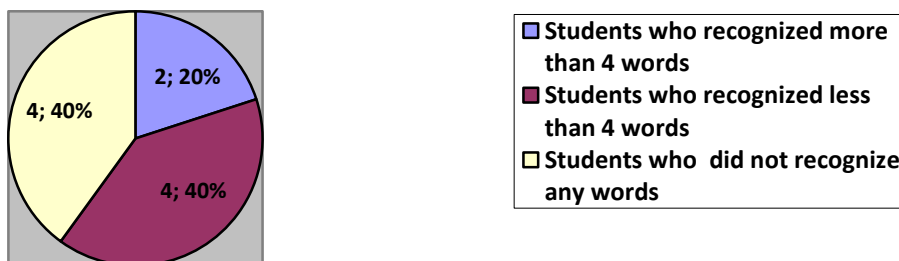 2; 20%
4; 40%
4; 40%
Students who recognized more
than 4 words
Students who recognized less
than 4 words
Students who did not recognize
any words